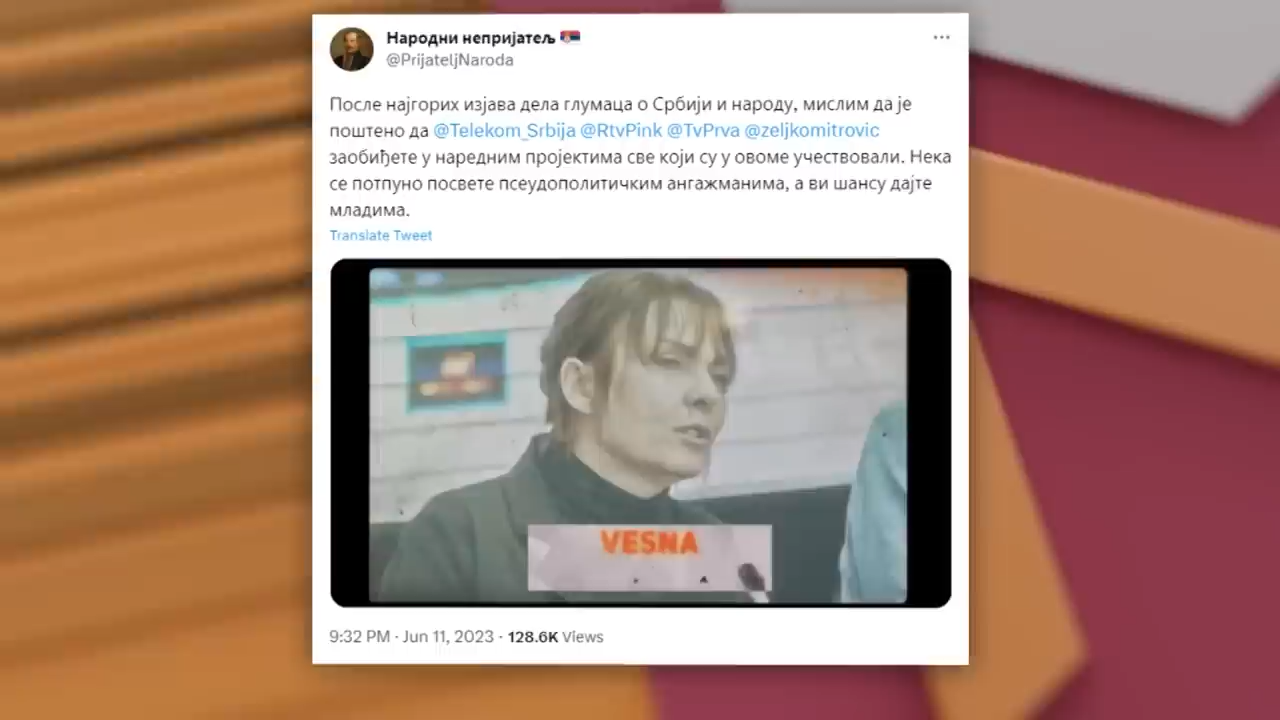 Народни непријатељ
@PrijateljNaroda
После најгорих изјава дела глумаца о Србији и народу, мислим да је
поштено да @Telekom_Srbija @RtvPink @TvPrva @zeljkomitrovic
заобиђете у наредним пројектима све који су у овоме учествовали. Нека
се потпуно посвете псеудополитичким ангажманима, а ви шансу дајте
младима.
Translate Tweet
VESNA
9:32 PM · Jun 11, 2023 · 128.6K Views